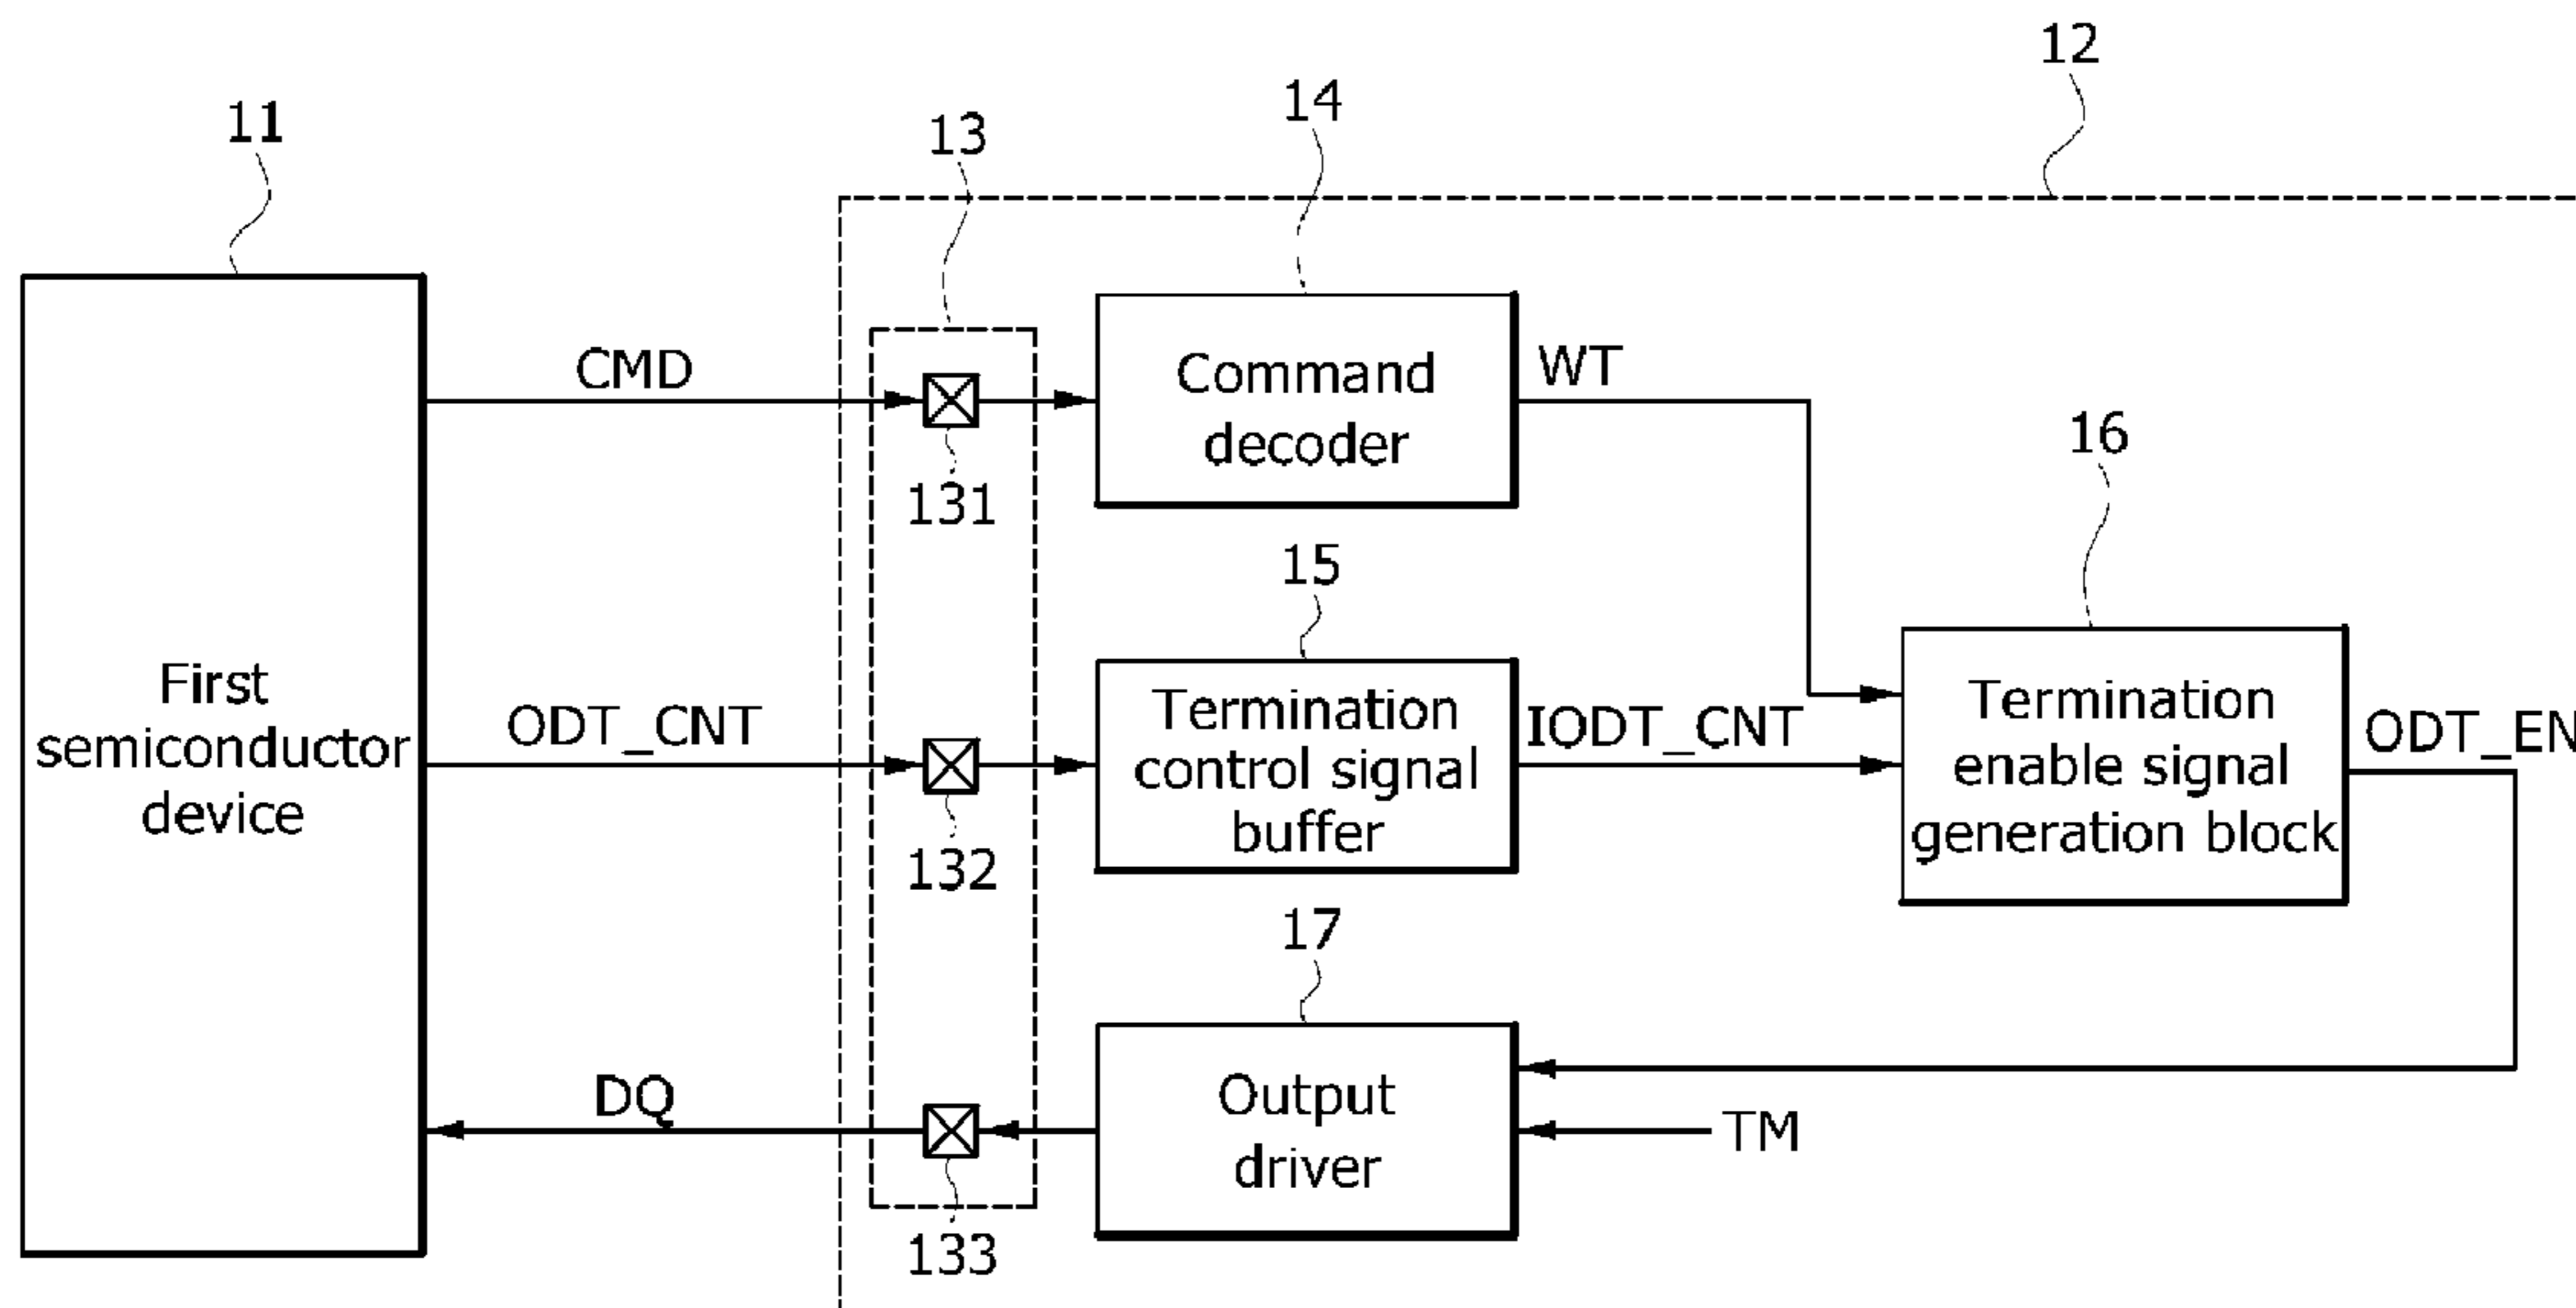 12
14
11
13
CMD
Command
decoder
WT
16
131
15
First
semiconductor
device
ODT_CNT
Termination
control signal
buffer
IODT_CNT
Termination
enable signal
generation block
ODT_EN
132
17
DQ
Output
driver
TM
133